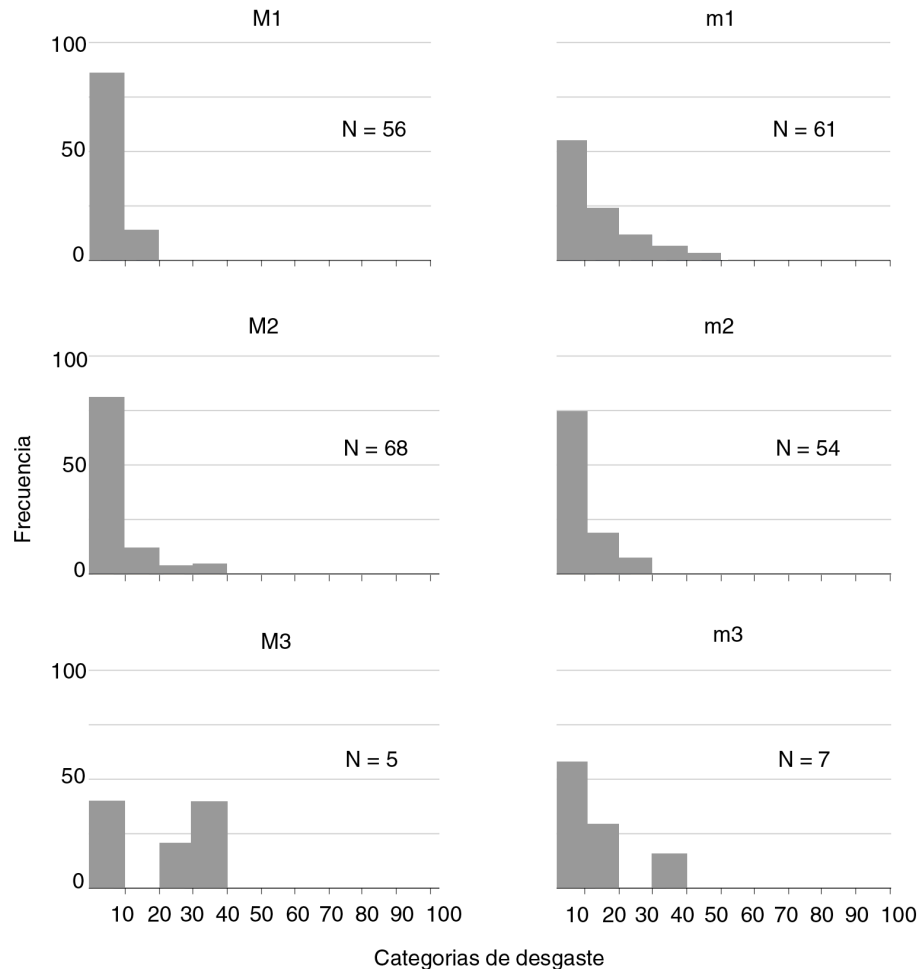 M1
m1
100
50
0
N = 56
N = 61
M2
m2
100
50
0
N = 68
N = 54
Frecuencia
M3
m3
100
50
0
N = 5
N = 7
10 20 30 40 50 60 70 80 90 100
10 20 30 40 50 60 70 80 90 100
Categorias de desgaste